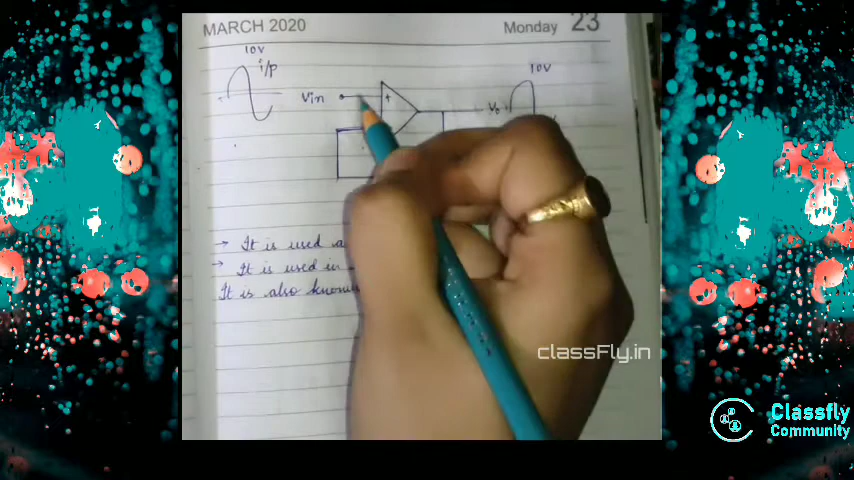 MARCH 2020
Monday 23
10V
i/p
Vin
+
Vo
10V
→ It is used
→ It is used in
It is also known
classFly.in
Classfly
Community